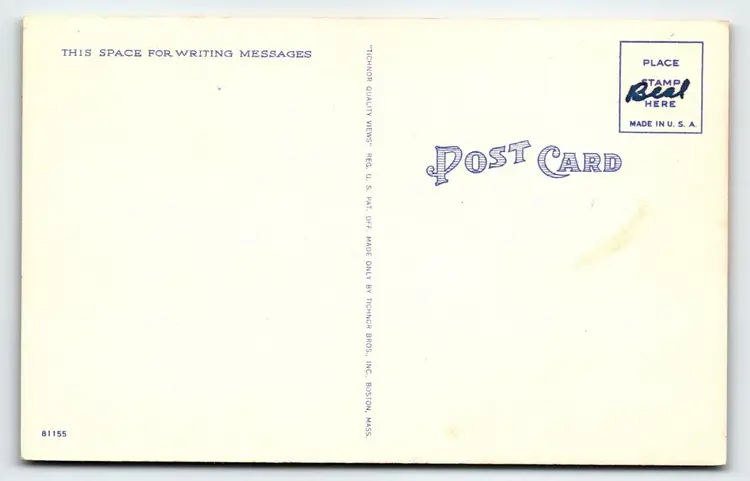 THIS SPACE FOR WRITING MESSAGES
"TICHNOR QUALITY VIEWS" REG. U. S. PAT. OFF. MADE ONLY BY TICHNOR BROS., INC., BOSTON, MASS.
PLACE
STAMP
HERE
MADE IN U. S. A.
POST CARD
81155